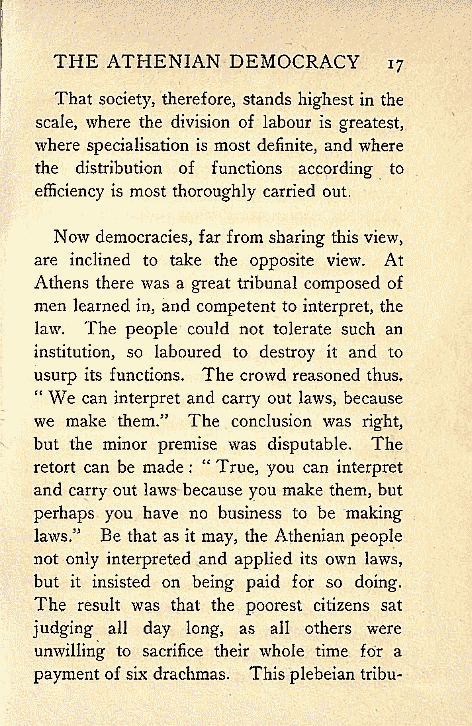 THE ATHENIAN DEMOCRACY 17
That society, therefore, stands highest in the
scale, where the division of labour is greatest,
where specialisation is most definite, and where
the distribution of functions according to
efficiency is most thoroughly carried out.
Now democracies, far from sharing this view,
are inclined to take the opposite view. At
Athens there was a great tribunal composed of
men learned in, and competent to interpret, the
law. The people could not tolerate such an
institution, so laboured to destroy it and to
usurp its functions. The crowd reasoned thus.
“ We can interpret and carry out laws, because
we make them.” The conclusion was right,
but the minor premise was disputable. The
retort can be made : “ True, you can interpret
and carry out laws because you make them, but
perhaps you have no business to be making
laws.” Be that as it may, the Athenian people
not only interpreted and applied its own laws,
but it insisted on being paid for so doing.
The result was that the poorest citizens sat
judging all day long, as all others were
unwilling to sacrifice their whole time for a
payment of six drachmas. This plebeian tribu-